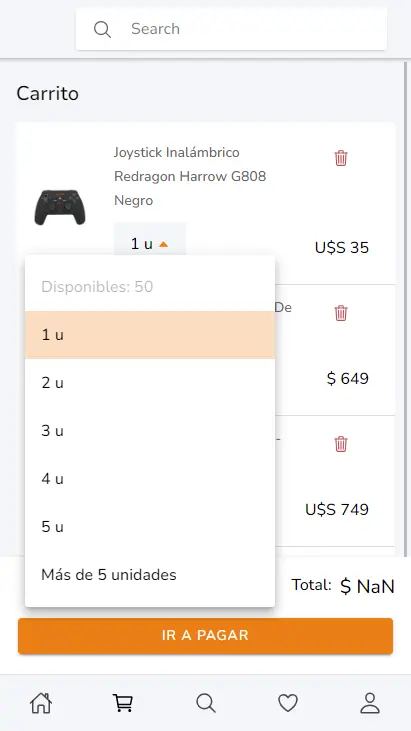 Search
Carrito
Joystick Inalámbrico
Redragon Harrow G808
Negro
1 u
U$S 35
Disponibles: 50
1 u
2 u
3 u
4 u
5 u
Más de 5 unidades
De
$ 649
-
U$S 749
Total: $ NaN
IR A PAGAR